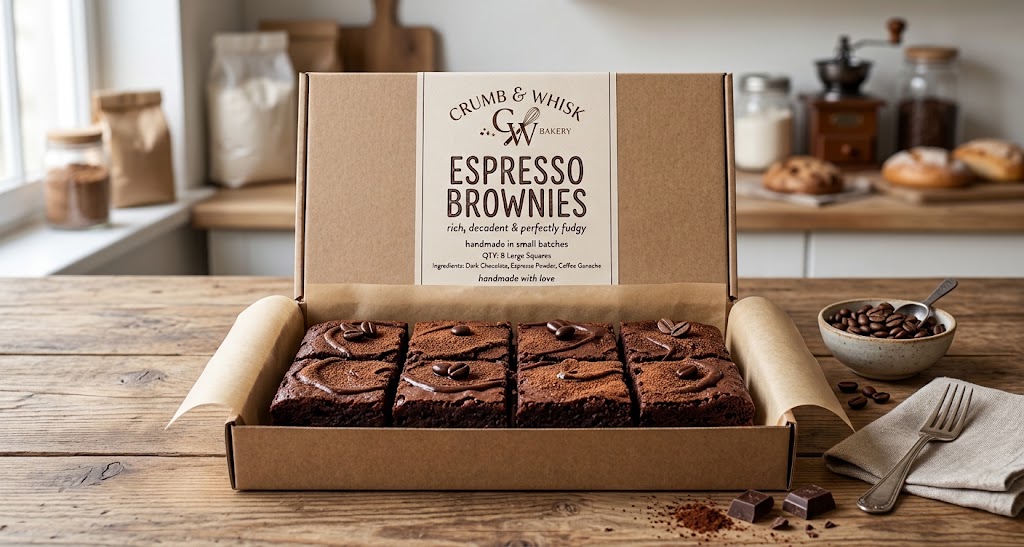 CRUMB & WHISK
CW
BAKERY
ESPRESSO
BROWNIES
rich, decadent & perfectly fudgy
handmade in small batches
QTY: 8 Lerge Squares
Ingredients: Dark Chocolate, Espresso Powder, Coffee Ganache
handmade with love